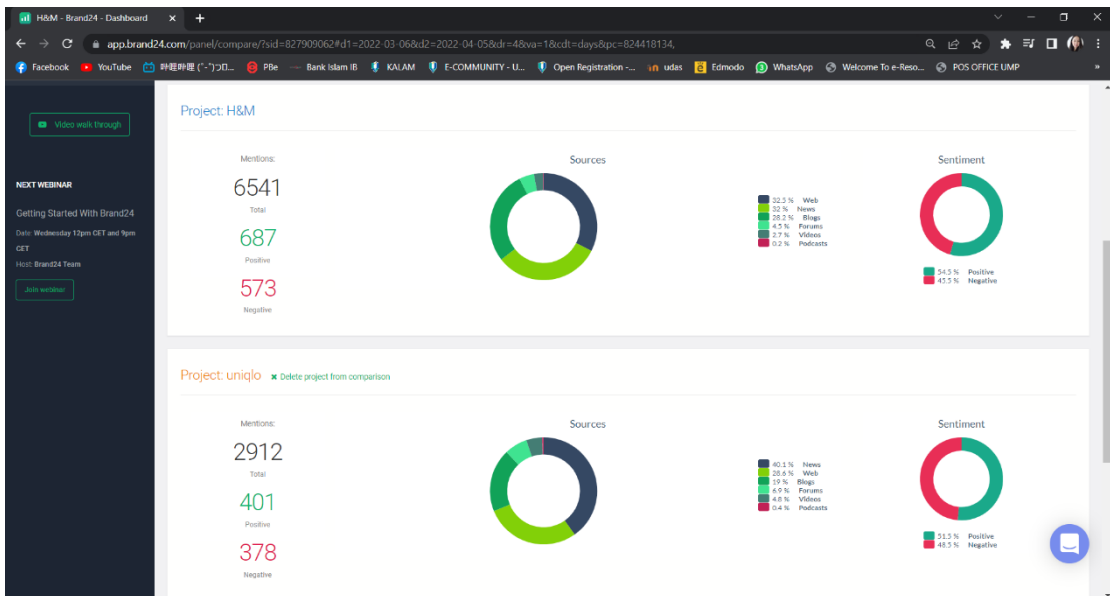 H&M - Brand24 - Dashboard
app.brand24.com/panel/compare/?sid=827909062#d1=2022-03-06&d2=2022-04-05&dr=4&va=1&cdt=days&pc=824418134,
Facebook YouTube PBe Bank Islam IB KALAM E-COMMUNITY - U... Open Registration -... udas Edmodo WhatsApp Welcome To e-Reso... POS OFFICE UMP »
Video walk through
NEXT WEBINAR
Getting Started With Brand24
Date: Wednesday 12pm CET and 9pm
CET
Host: Brand24 Team
Join webinar
Project: H&M
Mentions:
6541
Total
687
Positive
573
Negative
Sources
32.5 % Web
32 % News
28.2 % Blogs
4.5 % Forums
2.7 % Videos
0.2 % Podcasts
Sentiment
54.5 % Positive
45.5 % Negative
Project: uniqlo ✖ Delete project from comparison
Mentions:
2912
Total
401
Positive
378
Negative
Sources
40.1 % News
28.6 % Web
19 % Blogs
6.9 % Forums
4.8 % Videos
0.4 % Podcasts
Sentiment
51.5 % Positive
48.5 % Negative